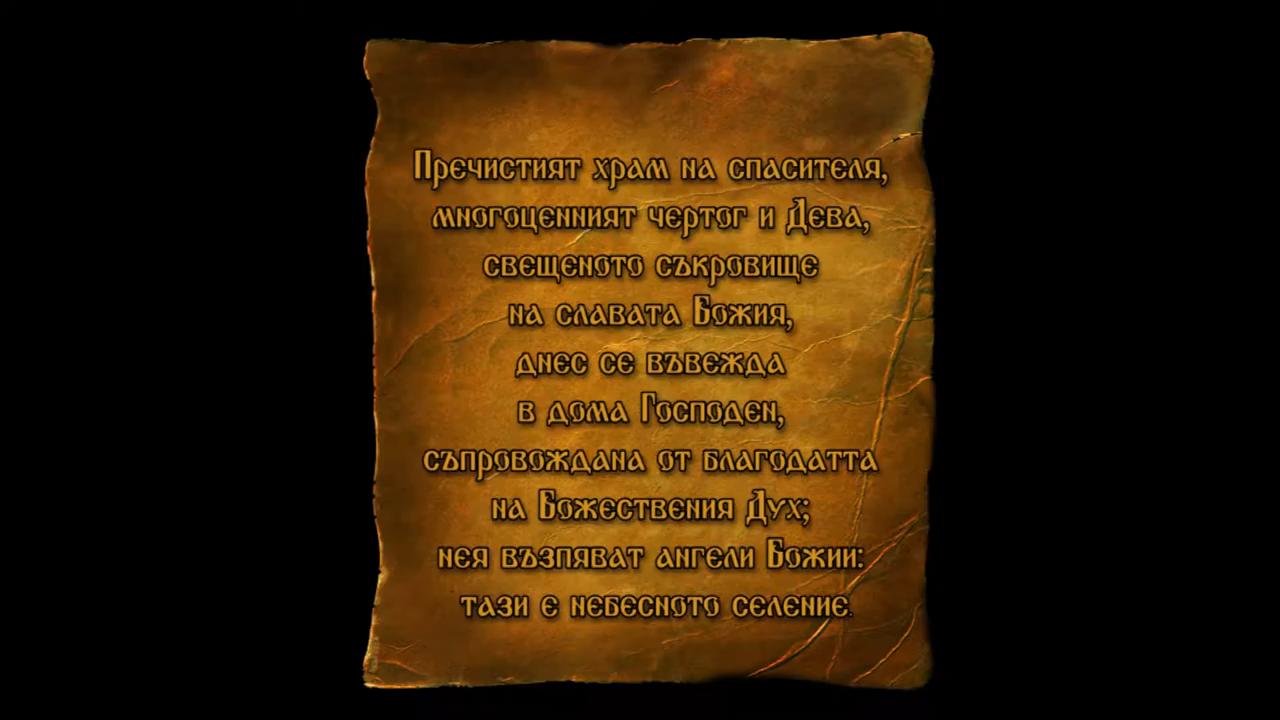 Пречистият храм на спасителя,
многоценният чертог и Дева,
свещеното съкровище
на славата Божия,
днес се въвежда
в дома Господен,
съпровождана от благодатта
на Божествения Дух;
нея възпяват ангели Божии:
тази е небесното селение.